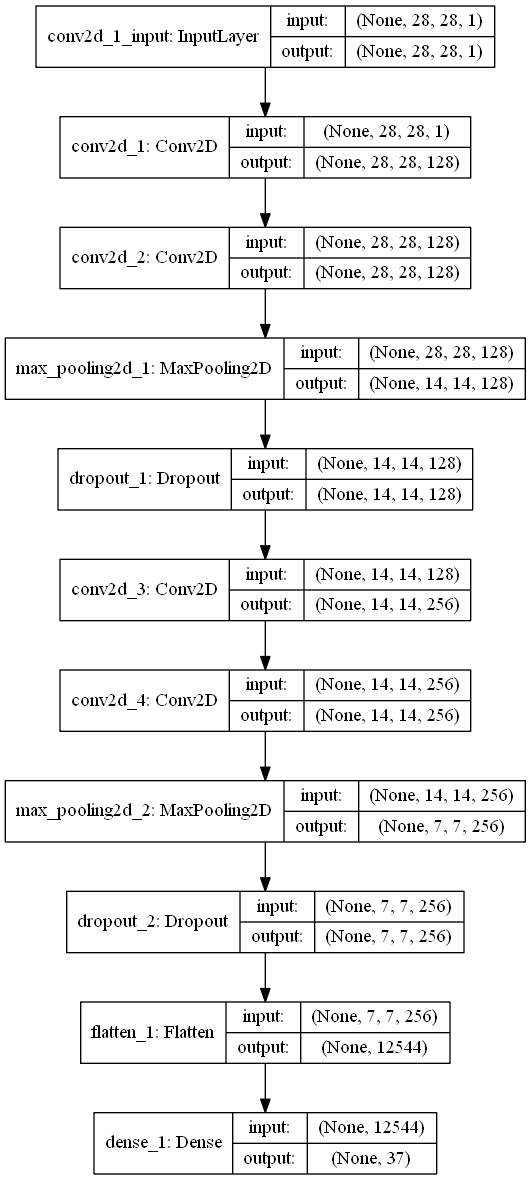 conv2d_1_input: InputLayer
input: (None, 28, 28, 1)
output: (None, 28, 28, 1)
conv2d_1: Conv2D
input: (None, 28, 28, 1)
output: (None, 28, 28, 128)
conv2d_2: Conv2D
input: (None, 28, 28, 128)
output: (None, 28, 28, 128)
max_pooling2d_1: MaxPooling2D
input: (None, 28, 28, 128)
output: (None, 14, 14, 128)
dropout_1: Dropout
input: (None, 14, 14, 128)
output: (None, 14, 14, 128)
conv2d_3: Conv2D
input: (None, 14, 14, 128)
output: (None, 14, 14, 256)
conv2d_4: Conv2D
input: (None, 14, 14, 256)
output: (None, 14, 14, 256)
max_pooling2d_2: MaxPooling2D
input: (None, 14, 14, 256)
output: (None, 7, 7, 256)
dropout_2: Dropout
input: (None, 7, 7, 256)
output: (None, 7, 7, 256)
flatten_1: Flatten
input: (None, 7, 7, 256)
output: (None, 12544)
dense_1: Dense
input: (None, 12544)
output: (None, 37)